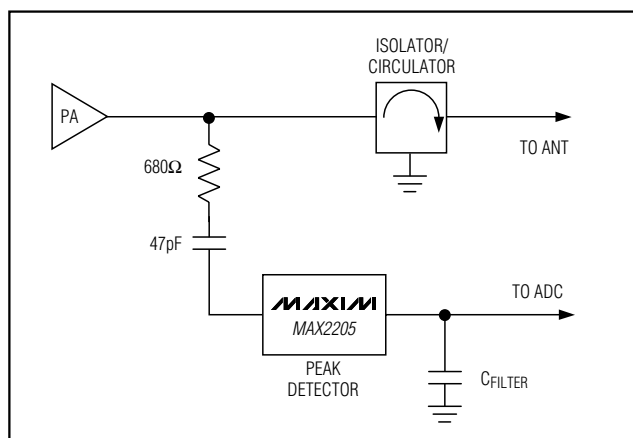 ISOLATOR/
CIRCULATOR
PA
TO ANT
680Ω
47pF
MAXIM
MAX2205
TO ADC
PEAK
DETECTOR
CFILTER